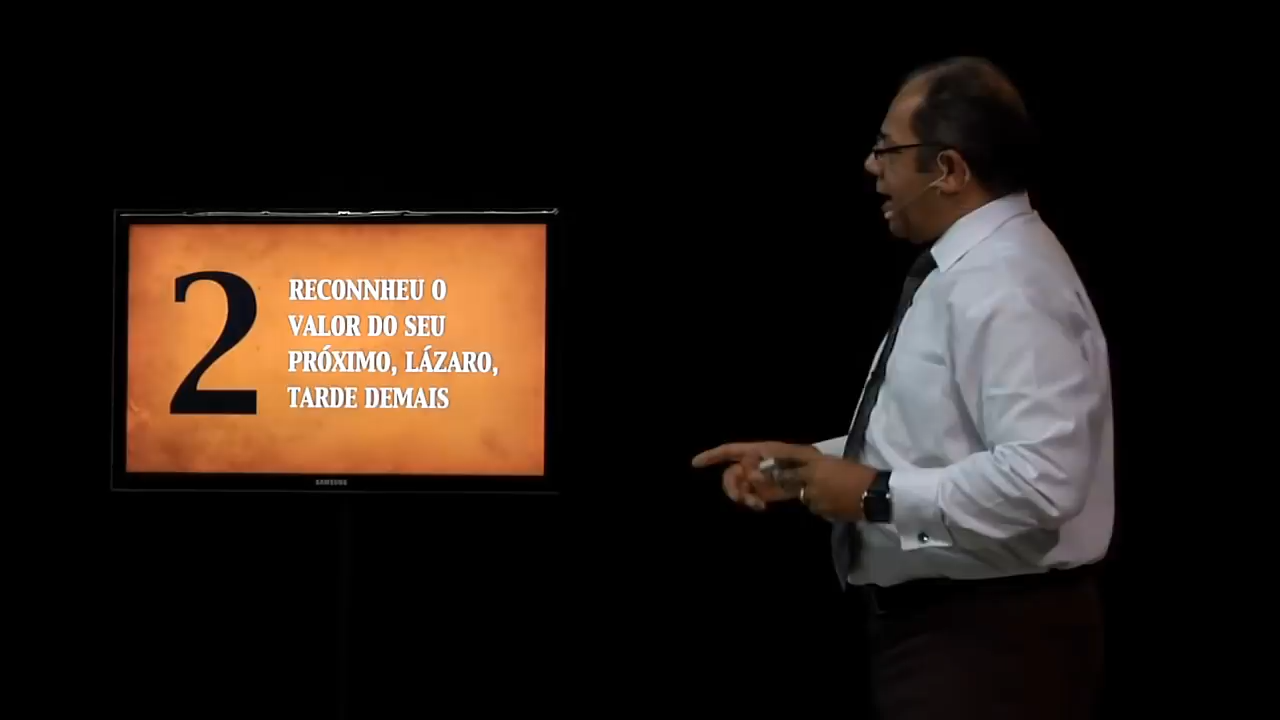 2
RECONNHEU O
VALOR DO SEU
PRÓXIMO, LÁZARO,
TARDE DEMAIS
SAMSUNG